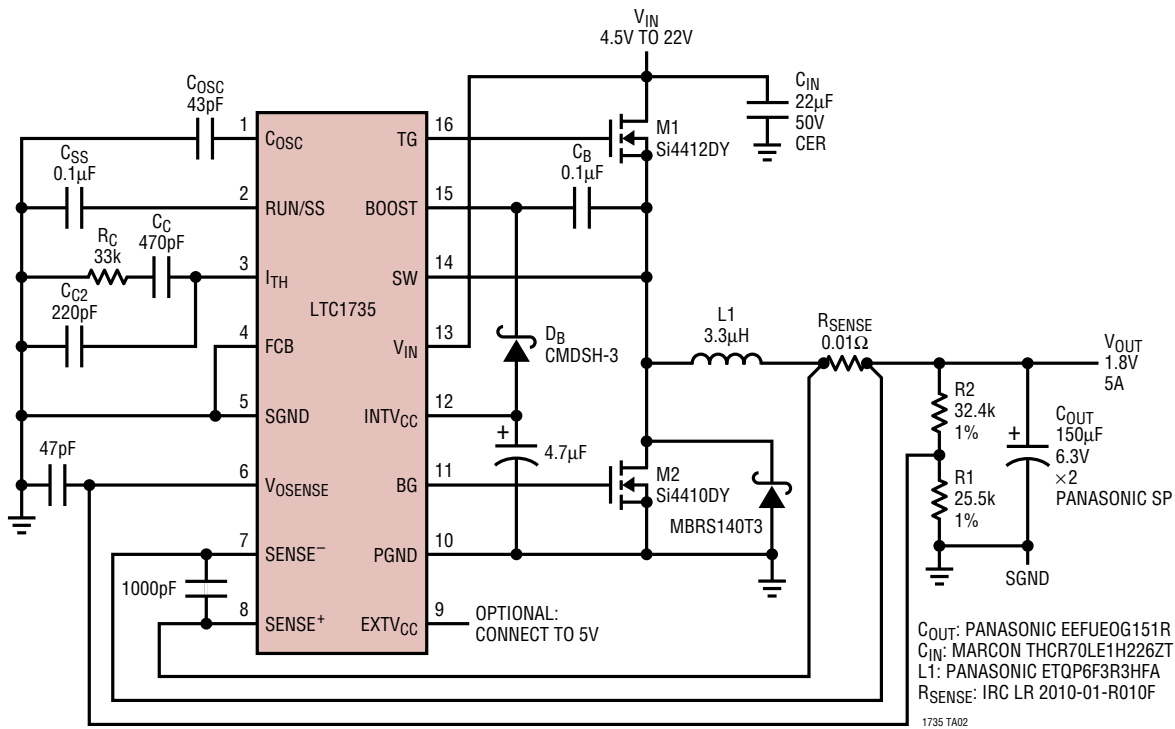 VIN
4.5V TO 22V
COSC
43pF
1
COSC
TG
16
M1
Si4412DY
CIN
22µF
50V
CER
CSS
0.1µF
2
RUN/SS
BOOST
15
CB
0.1µF
RC
33k
CC
470pF
3
ITH
SW
14
CC2
220pF
LTC1735
4
FCB
VIN
13
DB
CMDSH-3
L1
3.3µH
RSENSE
0.01Ω
VOUT
1.8V
5A
5
SGND
INTVCC
12
+
4.7µF
R2
32.4k
1%
+
COUT
150µF
6.3V
×2
PANASONIC SP
47pF
6
VOSENSE
BG
11
M2
Si4410DY
MBRS140T3
R1
25.5k
1%
7
SENSE–
PGND
10
SGND
1000pF
8
SENSE+
EXTVCC
9
OPTIONAL:
CONNECT TO 5V
COUT: PANASONIC EEFUEOG151R
CIN: MARCON THCR70LE1H226ZT
L1: PANASONIC ETQP6F3R3HFA
RSENSE: IRC LR 2010-01-R010F
1735 TA02